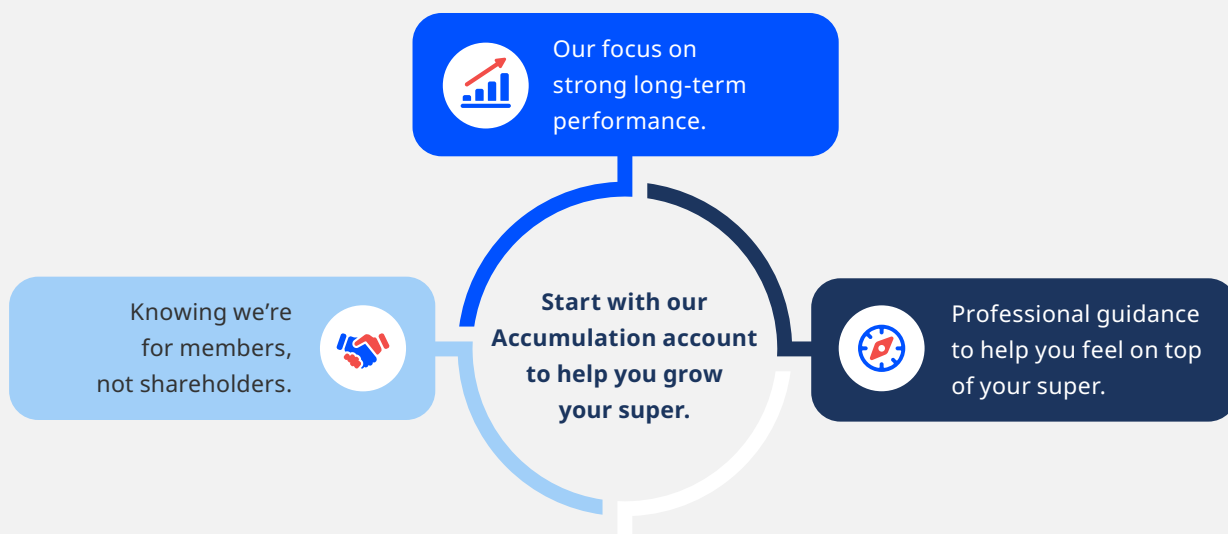 Our focus on
strong long-term
performance.
Knowing we’re
for members,
not shareholders.
Start with our
Accumulation account
to help you grow
your super.
Professional guidance
to help you feel on top
of your super.